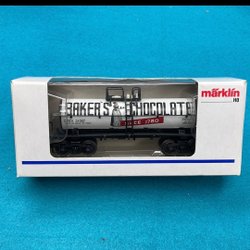 märklin
H0
BAKER'S CHOCOLATE
SINCE 1780